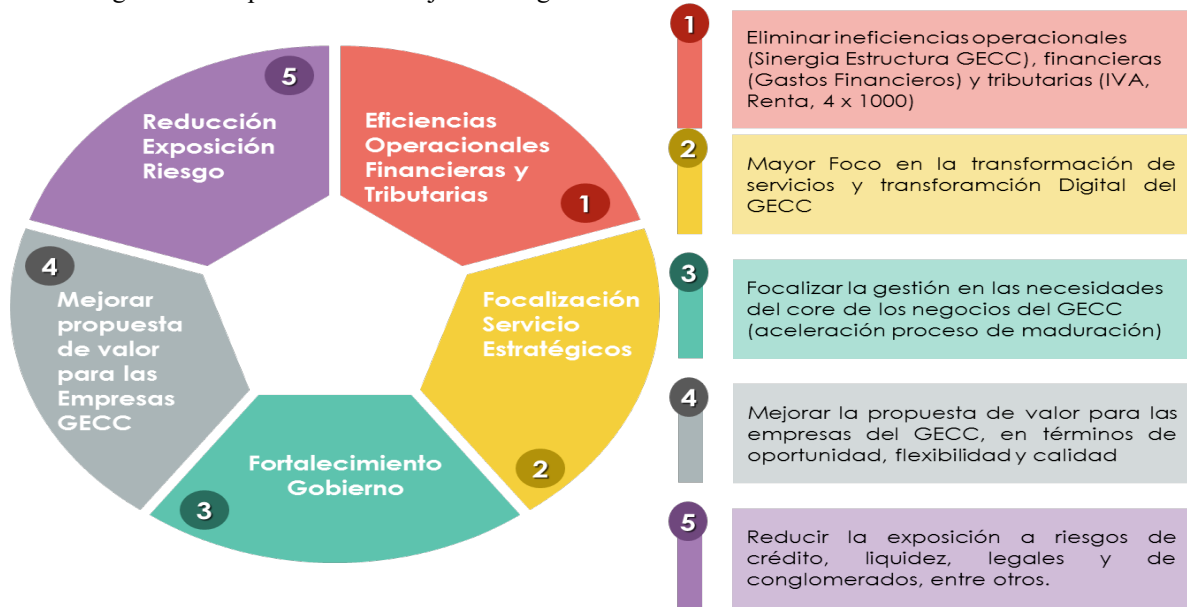 5
Reducción
Exposición
Riesgo
Eficiencias
Operacionales
Financieras y
Tributarias
1
4
Mejorar
propuesta
de valor
para las
Empresas
GECC
Focalización
Servicio
Estratégicos
2
Fortalecimiento
Gobierno
3
1
Eliminar ineficiencias operacionales
(Sinergia Estructura GECC), financieras
(Gastos Financieros) y tributarias (IVA,
Renta, 4 x 1000)
2
Mayor Foco en la transformación de
servicios y transforamción Digital del
GECC
3
Focalizar la gestión en las necesidades
del core de los negocios del GECC
(aceleración proceso de maduración)
4
Mejorar la propuesta de valor para las
empresas del GECC, en términos de
oportunidad, flexibilidad y calidad
5
Reducir la exposición a riesgos de
crédito, liquidez, legales y de
conglomerados, entre otros.